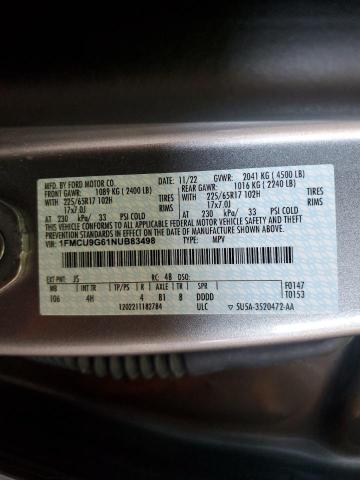 MFD. BY FORD MOTOR CO.
11/22 GVWR: 2041 KG (4500 LB)
FRONT GAWR: 1089 KG (2400 LB)
REAR GAWR: 1016 KG (2240 LB)
WITH 225/65R17 102H
WITH 225/65R17 102H
17x7.0J
17x7.0J
AT 230 kPa/ 33 PSI COLD
AT 230 kPa/ 33 PSI COLD
THIS VEHICLE CONFORMS TO ALL APPLICABLE FEDERAL MOTOR VEHICLE SAFETY AND THEFT
PREVENTION STANDARDS IN EFFECT ON THE DATE OF MANUFACTURE SHOWN ABOVE.
VIN: 1FMCU9G61NUB83498
TYPE: MPV
EXT PNT: JS RC: 48 DSO:
WB INT TR TP/PS R AXLE TR SPR
106 4H 4 B1 8 DDDD
F0147
T0153
1202211182784 ULC
5U5A-3520472-AA